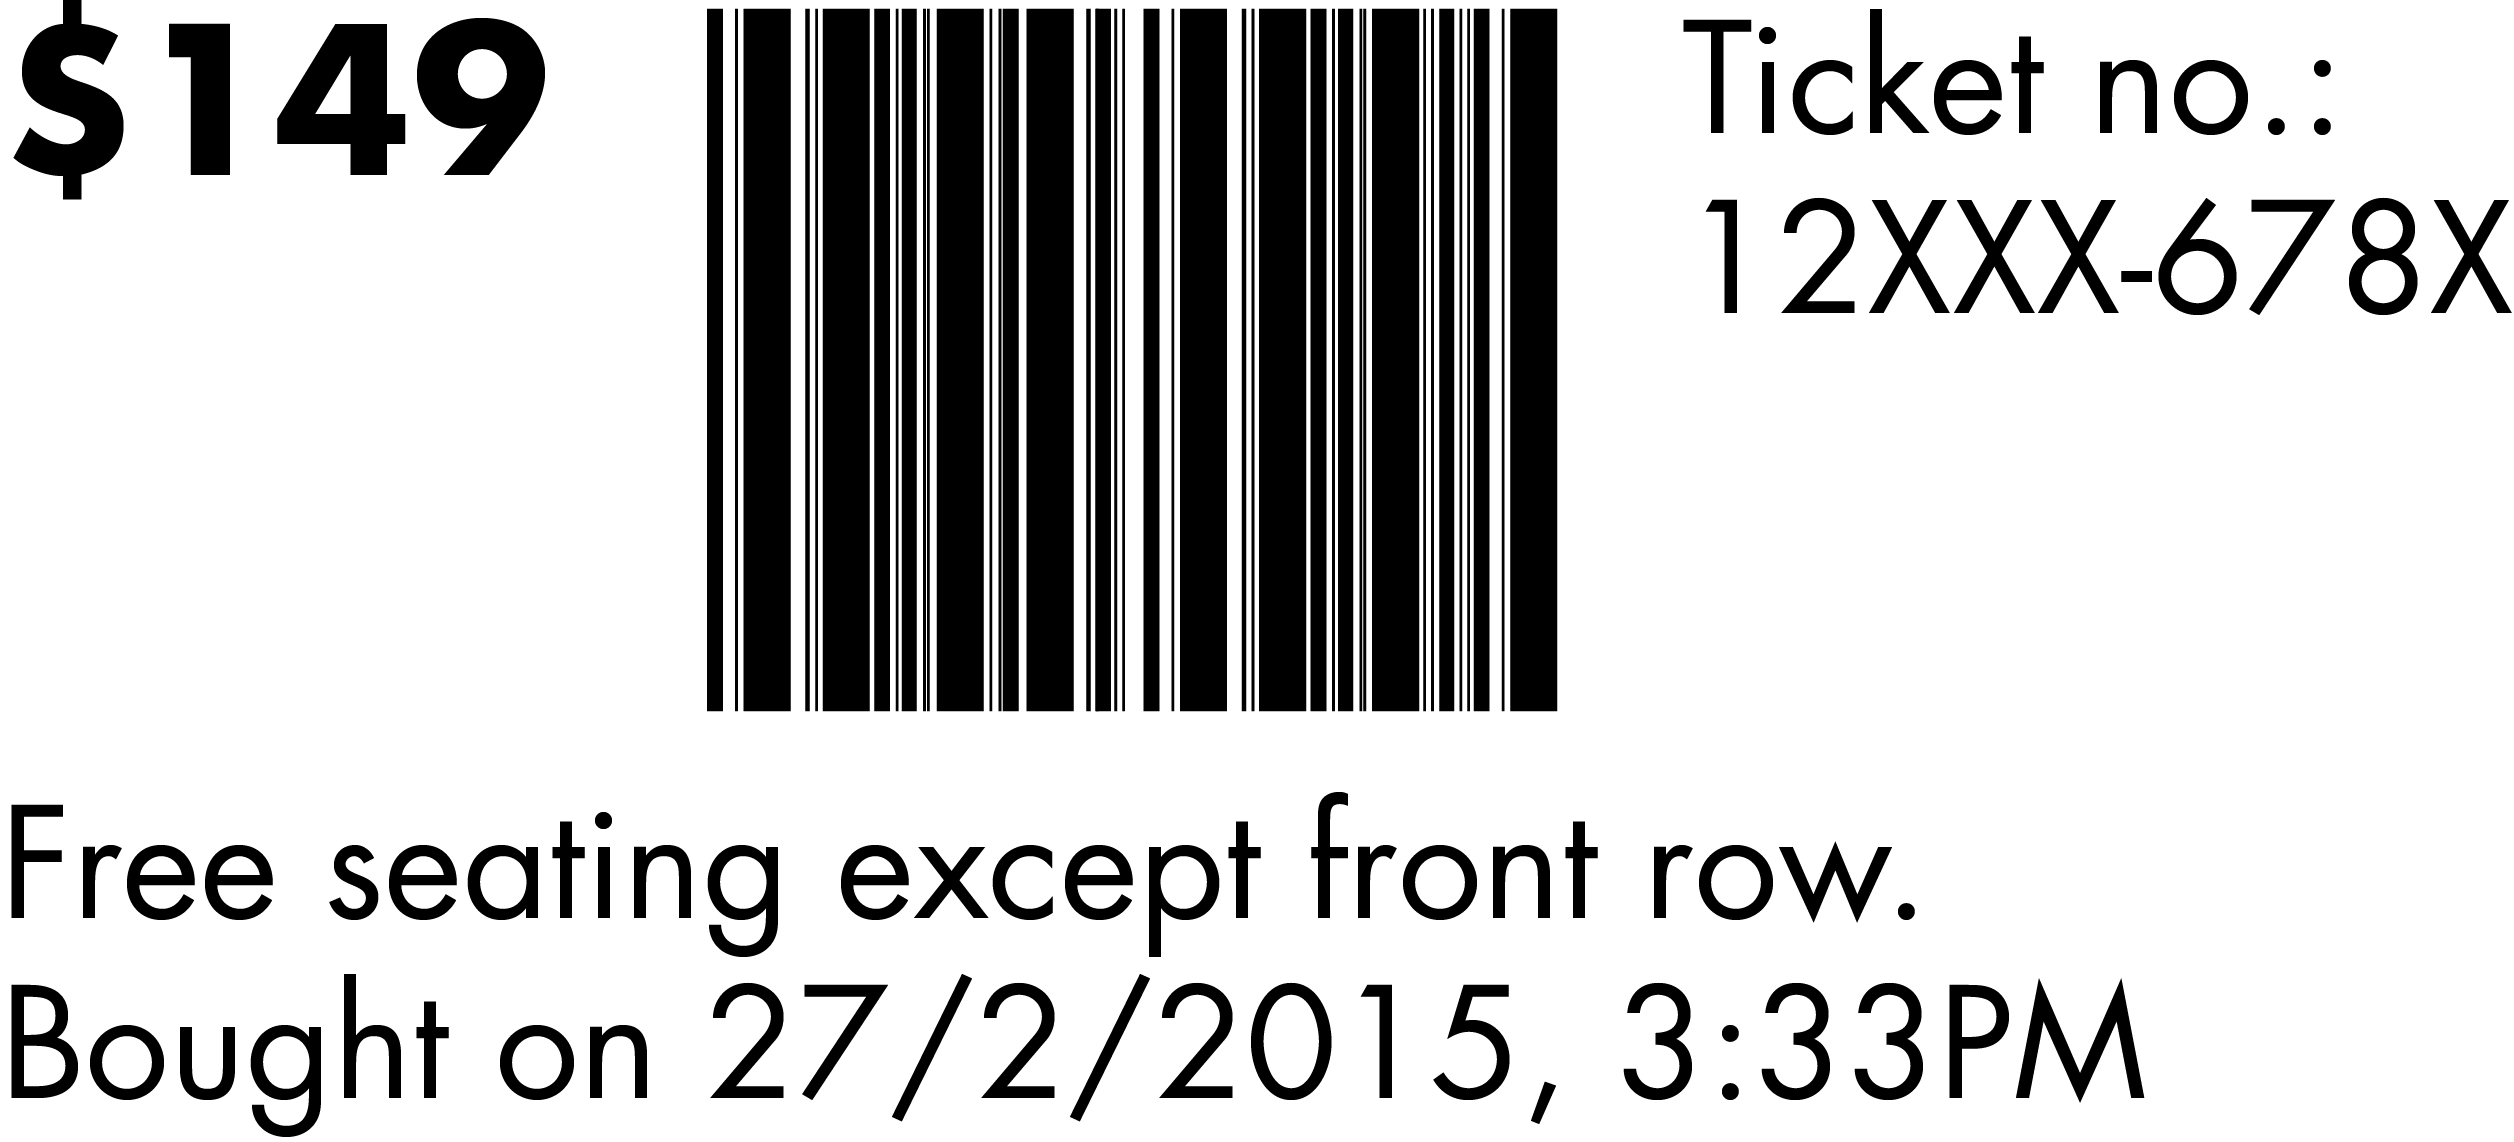 $149
Ticket no.:
12XXX-678X
Free seating except front row.
Bought on 27/2/2015, 3:33PM